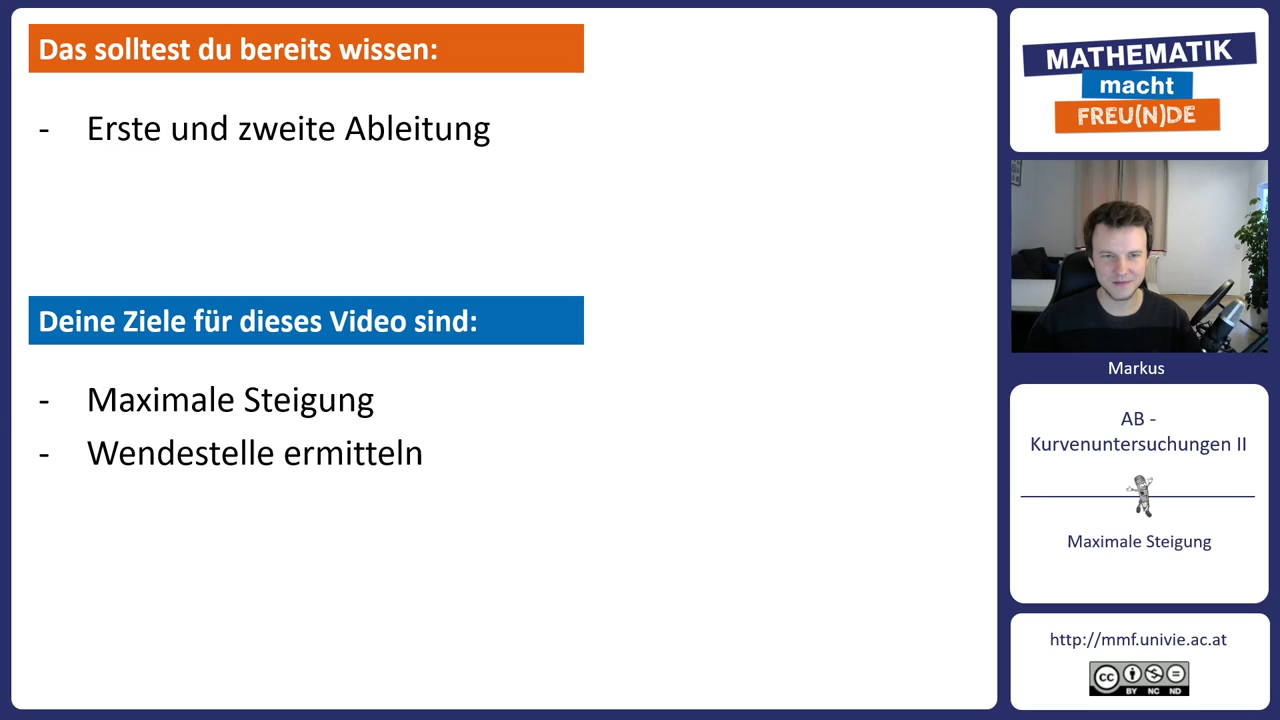 Das solltest du bereits wissen:
- Erste und zweite Ableitung
Deine Ziele für dieses Video sind:
- Maximale Steigung
- Wendestelle ermitteln
MATHEMATIK
macht
FREU(N)DE
Markus
AB -
Kurvenuntersuchungen II
Maximale Steigung
http://mmf.univie.ac.at
cc
BY NC ND